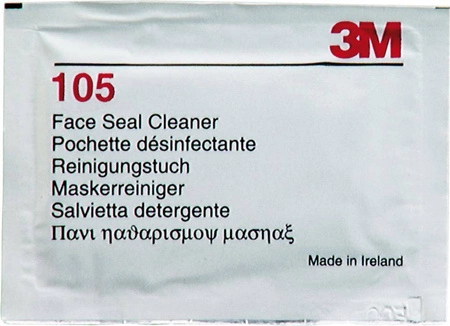 3M
105
Face Seal Cleaner
Pochette désinfectante
Reinigungstuch
Maskerreiniger
Salvietta detergente
Πανι ηαϑαρισμοψ μασηαξ
Made in Ireland